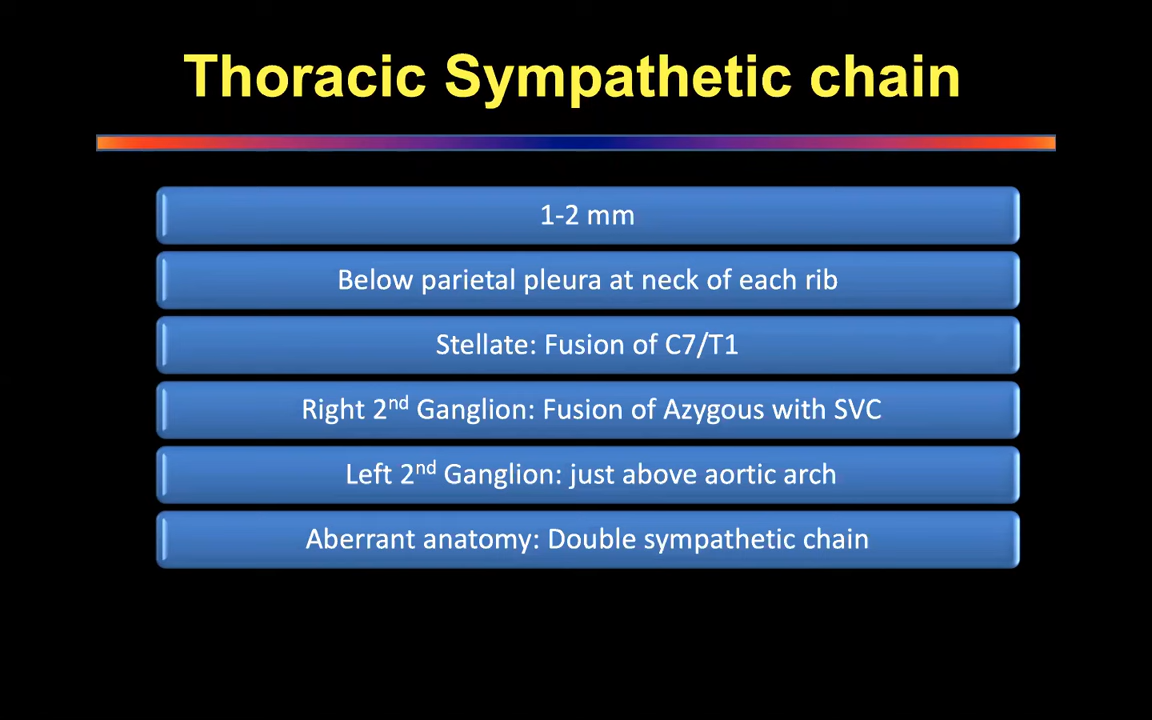 Thoracic Sympathetic chain
1-2 mm
Below parietal pleura at neck of each rib
Stellate: Fusion of C7/T1
Right 2nd Ganglion: Fusion of Azygous with SVC
Left 2nd Ganglion: just above aortic arch
Aberrant anatomy: Double sympathetic chain